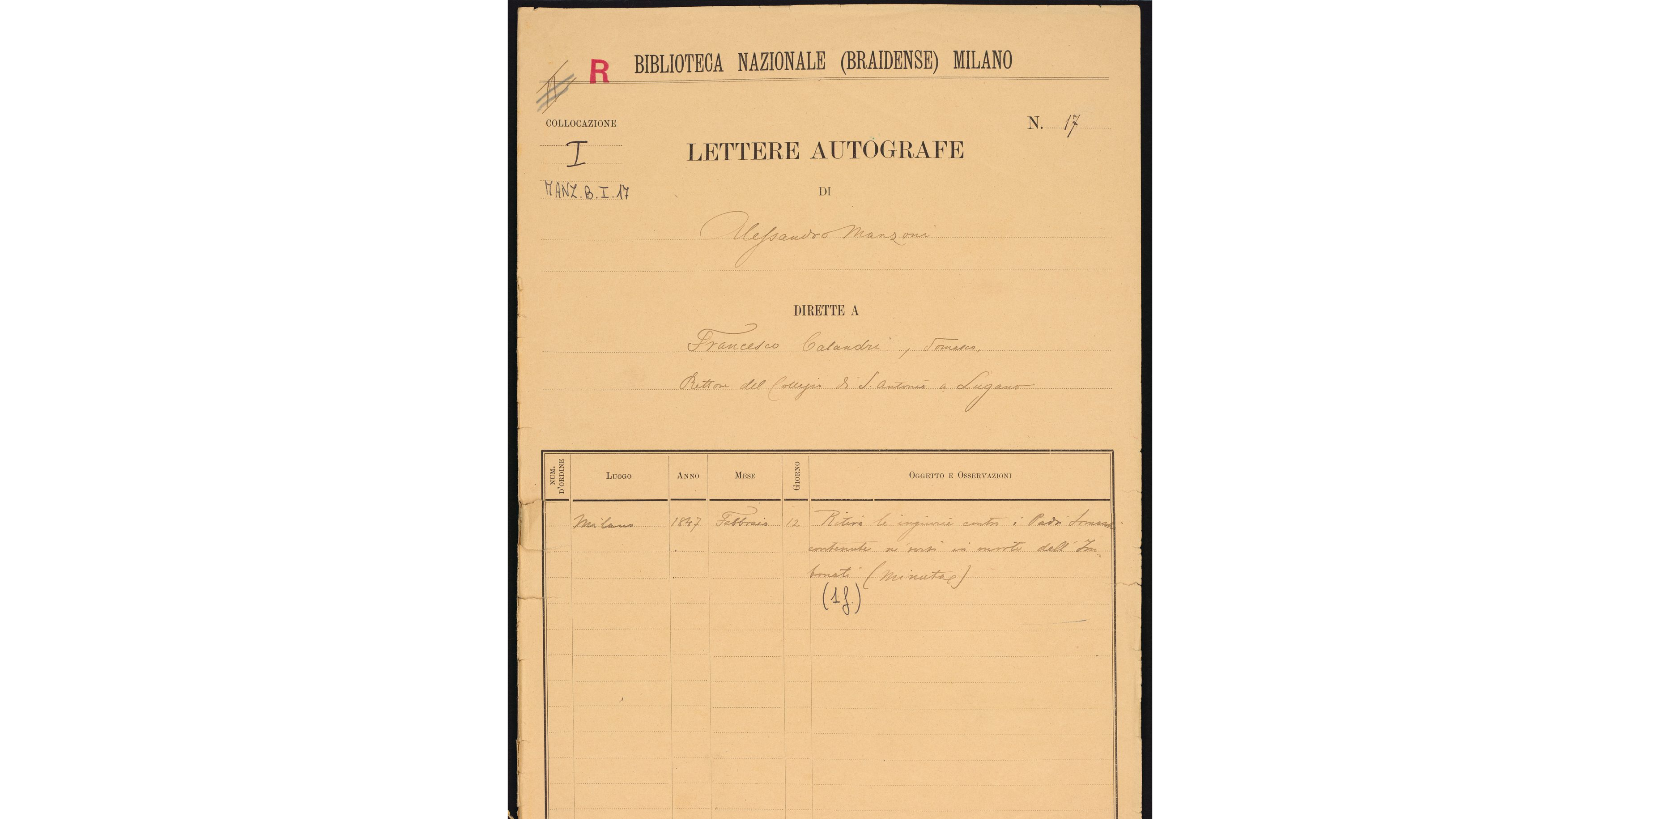 R BIBLIOTECA NAZIONALE (BRAIDENSE) MILANO
COLLOCAZIONE
N. 17
I
LETTERE AUTOGRAFE
MANZ. B. I. 17
DI
Alessandro Manzoni
DIRETTE A
Francesco Calandri, Somasco,
Rettore del Collegio di S. Antonio a Lugano
NUM. D'ORDINE LUOGO ANNO MESE GIORNO OGGETTO E OSSERVAZIONI
Milano 1847 Febbraio 12 Ritira le ingiurie contro i Padri
contenute ne' versi in morte dell' Im
bonati (Minuta)
(1 f.)